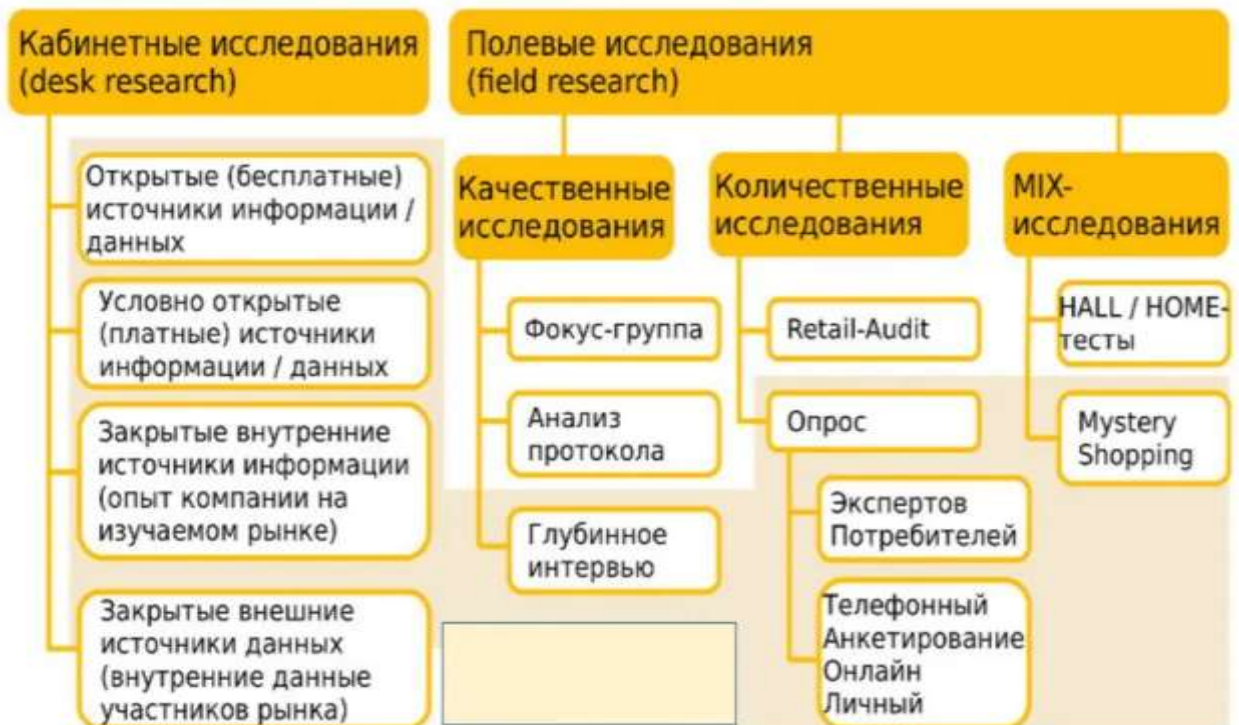 Кабинетные исследования
(desk research)
Открытые (бесплатные)
источники информации /
данных
Условно открытые
(платные) источники
информации / данных
Закрытые внутренние
источники информации
(опыт компании на
изучаемом рынке)
Закрытые внешние
источники данных
(внутренние данные
участников рынка)
Полевые исследования
(field research)
Качественные
исследования
Фокус-группа
Анализ
протокола
Глубинное
интервью
Количественные
исследования
Retail-Audit
Опрос
Экспертов
Потребителей
Телефонный
Анкетирование
Онлайн
Личный
MIX-
исследования
HALL / HOME-
тесты
Mystery
Shopping